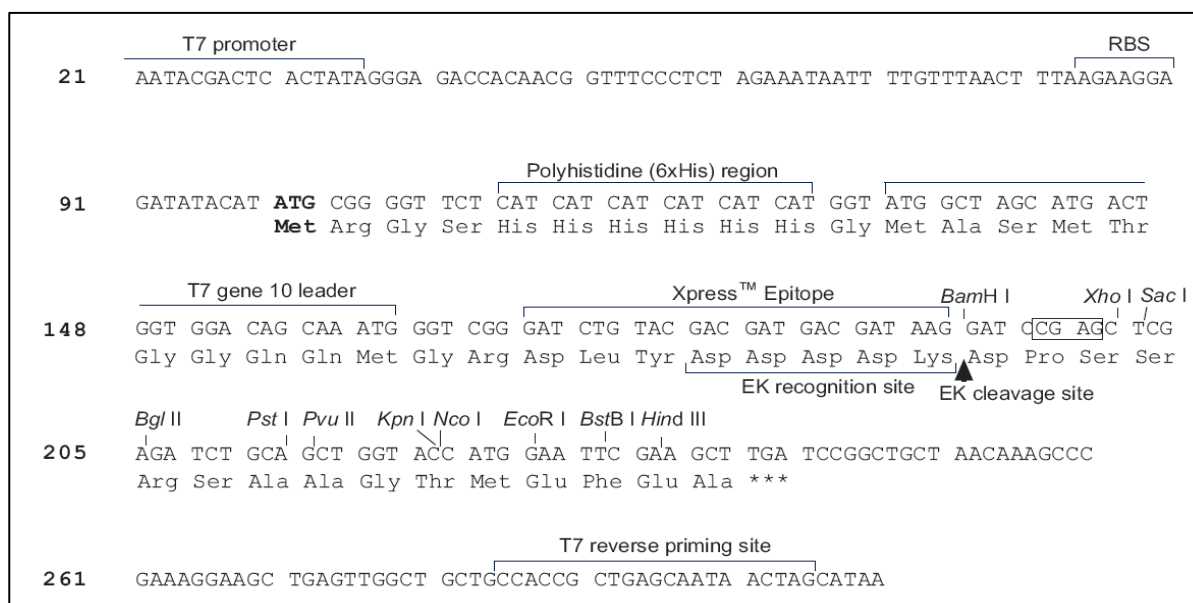 T7 promoter RBS
21 AATACGACTC ACTATAGGGA GACCACAACG GTTTCCCTCT AGAAATAATT TTGTTTAACT TTAAGAAGGA
Polyhistidine (6xHis) region
91 GATATACAT ATG CGG GGT TCT CAT CAT CAT CAT CAT CAT GGT ATG GCT AGC ATG ACT
Met Arg Gly Ser His His His His His His Gly Met Ala Ser Met Thr
T7 gene 10 leader Xpress™ Epitope BamH I Xho I Sac I
148 GGT GGA CAG CAA ATG GGT CGG GAT CTG TAC GAC GAT GAC GAT AAG GAT CCG AGC TCG
Gly Gly Gln Gln Met Gly Arg Asp Leu Tyr Asp Asp Asp Asp Lys Asp Pro Ser Ser
EK recognition site EK cleavage site
Bgl II Pst I Pvu II Kpn I Nco I EcoR I BstB I Hind III
205 AGA TCT GCA GCT GGT ACC ATG GAA TTC GAA GCT TGA TCCGGCTGCT AACAAAGCCC
Arg Ser Ala Ala Gly Thr Met Glu Phe Glu Ala ***
T7 reverse priming site
261 GAAAGGAAGC TGAGTTGGCT GCTGCCACCG CTGAGCAATA ACTAGCATAA